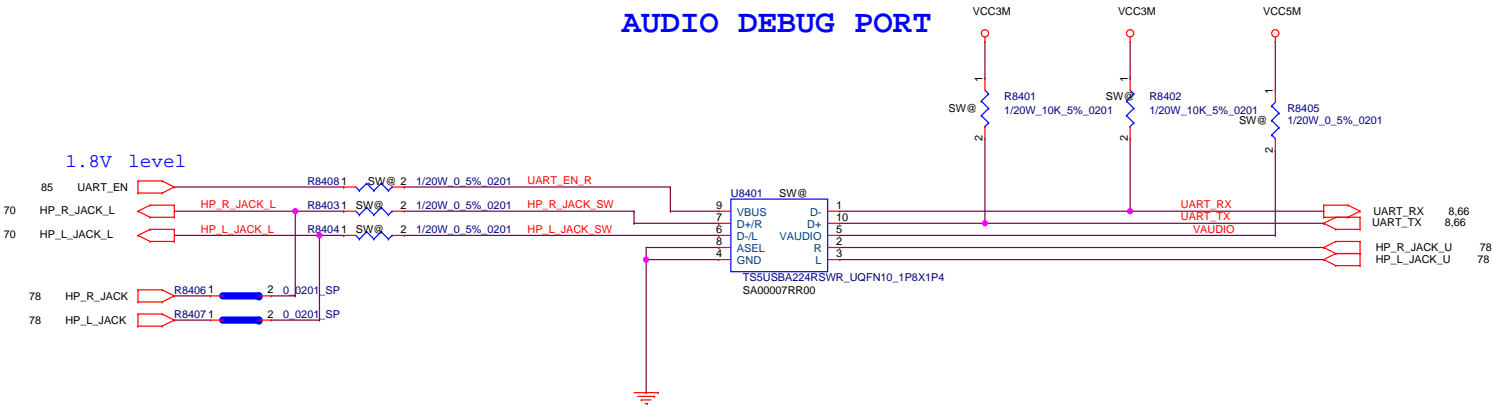 AUDIO DEBUG PORT
VCC3M VCC3M VCC5M
1 1 1
SW@ R8401 1/20W_10K_5%_0201
SW@ R8402 1/20W_10K_5%_0201
SW@ R8405 1/20W_0_5%_0201
2 2 2
1.8V level
85 UART_EN R8408 1 SW@ 2 1/20W_0_5%_0201 UART_EN_R
70 HP_R_JACK_L HP_R_JACK_L R8403 1 SW@ 2 1/20W_0_5%_0201 HP_R_JACK_SW
70 HP_L_JACK_L HP_L_JACK_L R8404 1 SW@ 2 1/20W_0_5%_0201 HP_L_JACK_SW
U8401 SW@
9 VBUS D- 1 UART_RX UART_RX 8,66
7 D+/R D+ 10 UART_TX UART_TX 8,66
6 D-/L VAUDIO 5 VAUDIO
8 ASEL R 2 HP_R_JACK_U 78
4 GND L 3 HP_L_JACK_U 78
TS5USBA224RSWR_UQFN10_1P8X1P4
SA00007RR00
78 HP_R_JACK R8406 1 2 0_0201_SP
78 HP_L_JACK R8407 1 2 0_0201_SP